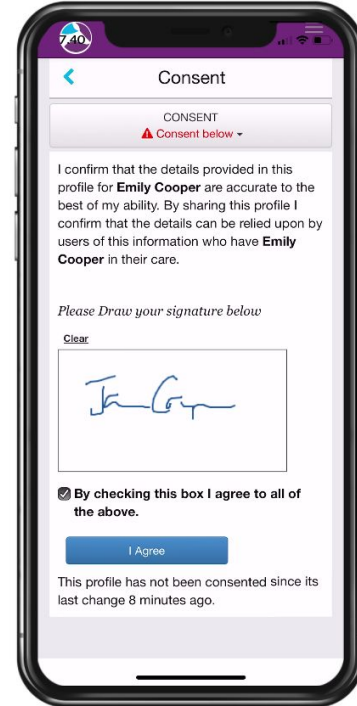 7.40
Consent
CONSENT
Consent below
I confirm that the details provided in this
profile for Emily Cooper are accurate to the
best of my ability. By sharing this profile I
confirm that the details can be relied upon by
users of this information who have Emily
Cooper in their care.
Please Draw your signature below
Clear
By checking this box I agree to all of
the above.
I Agree
This profile has not been consented since its
last change 8 minutes ago.